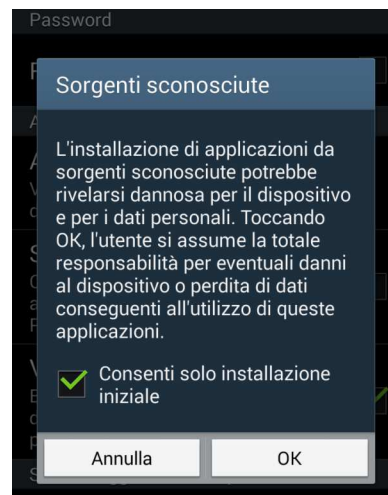 Password
Sorgenti sconosciute
L'installazione di applicazioni da
sorgenti sconosciute potrebbe
rivelarsi dannosa per il dispositivo
e per i dati personali. Toccando
OK, l'utente si assume la totale
responsabilità per eventuali danni
al dispositivo o perdita di dati
conseguenti all'utilizzo di queste
applicazioni.
Consenti solo installazione
iniziale
Annulla
OK